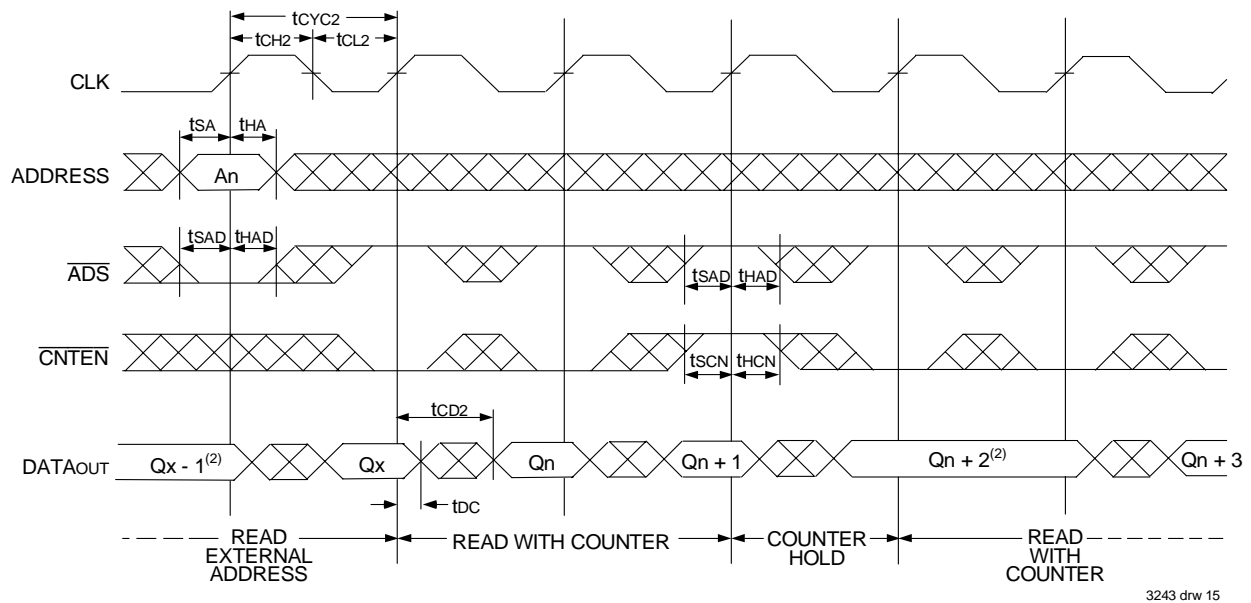 tCYC2
tCH2 tCL2
CLK
tSA tHA
ADDRESS An
tSAD tHAD
ADS
tSAD tHAD
CNTEN
tSCN tHCN
tCD2
DATAOUT Qx - 1(2) Qx Qn Qn + 1 Qn + 2(2) Qn + 3
tDC
READ EXTERNAL ADDRESS
READ WITH COUNTER
COUNTER HOLD
READ WITH COUNTER
3243 drw 15